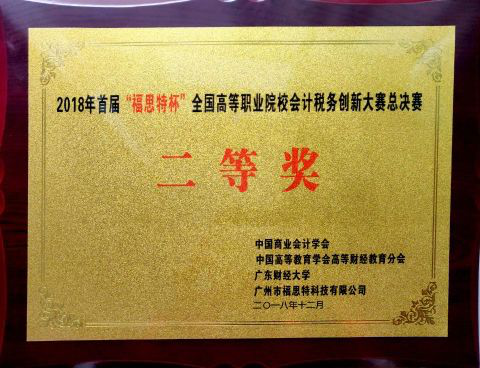 2018年首届“福思特杯”全国高等职业院校会计税务创新大赛总决赛
二等奖
中国商业会计学会
中国高等教育学会高等财经教育分会
广东财经大学
广州市福思特科技有限公司
二〇一八年十二月